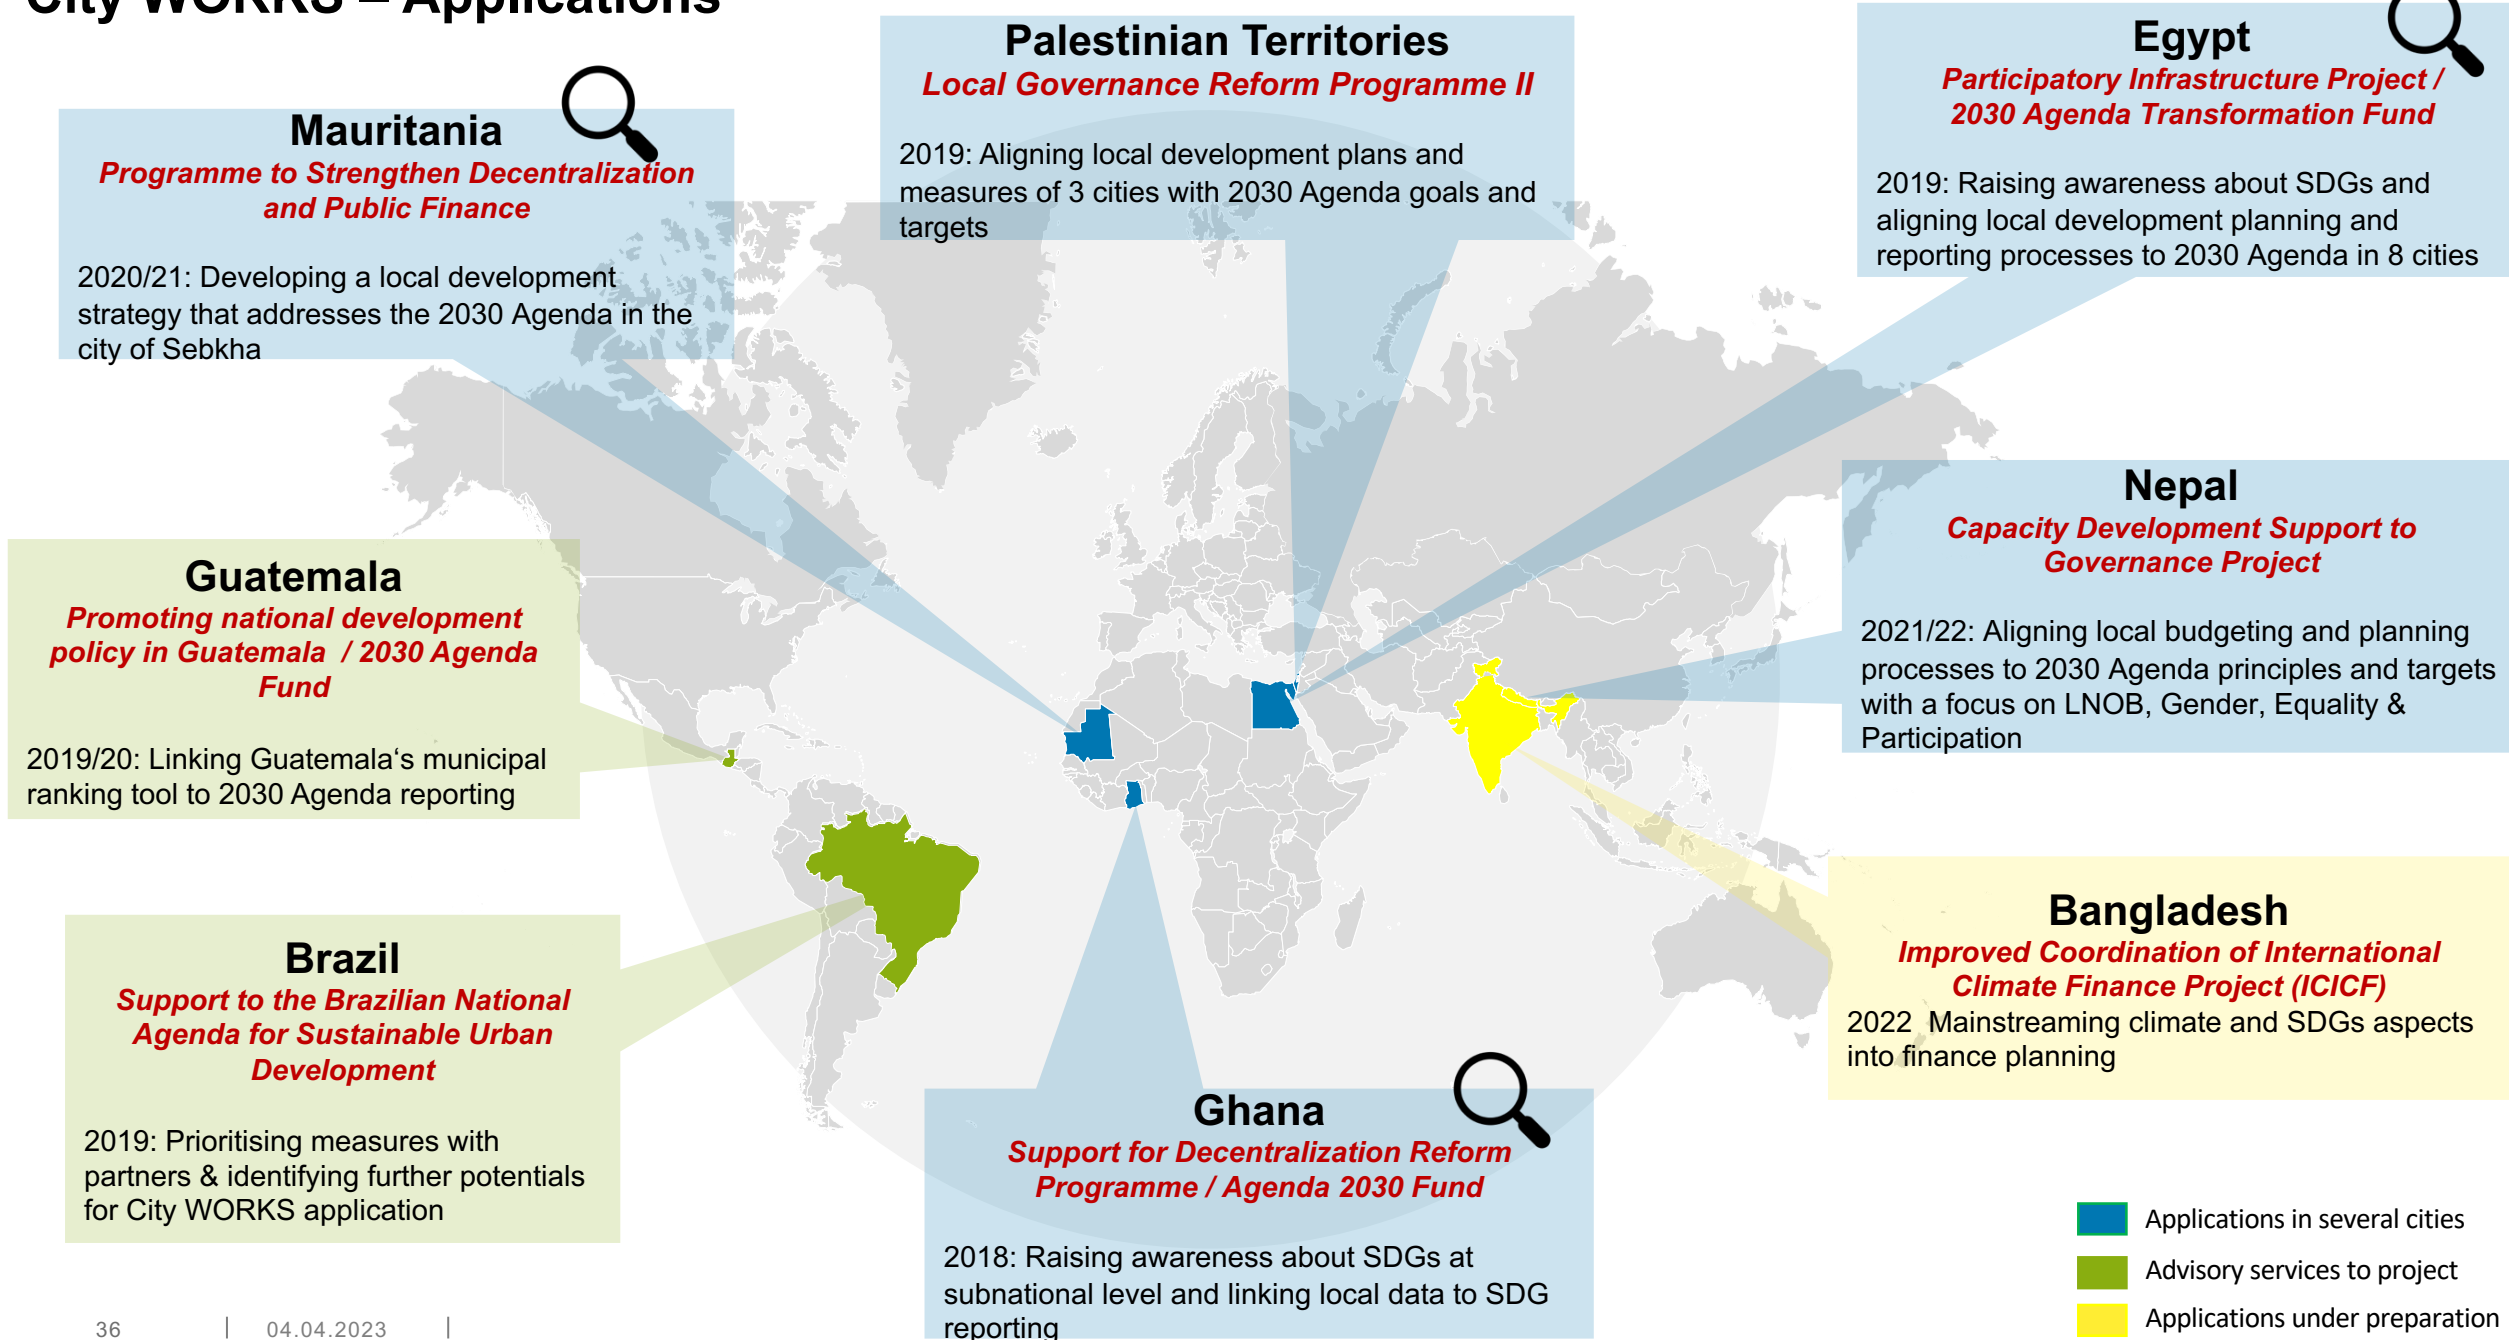 City WORKS – Applications
Palestinian Territories
Local Governance Reform Programme II
2019: Aligning local development plans and
measures of 3 cities with 2030 Agenda goals and
targets
Egypt
Participatory Infrastructure Project /
2030 Agenda Transformation Fund
2019: Raising awareness about SDGs and
aligning local development planning and
reporting processes to 2030 Agenda in 8 cities
Mauritania
Programme to Strengthen Decentralization
and Public Finance
2020/21: Developing a local development
strategy that addresses the 2030 Agenda in the
city of Sebkha
Nepal
Capacity Development Support to
Governance Project
2021/22: Aligning local budgeting and planning
processes to 2030 Agenda principles and targets
with a focus on LNOB, Gender, Equality &
Participation
Guatemala
Promoting national development
policy in Guatemala / 2030 Agenda
Fund
2019/20: Linking Guatemala‘s municipal
ranking tool to 2030 Agenda reporting
Bangladesh
Improved Coordination of International
Climate Finance Project (ICICF)
2022 Mainstreaming climate and SDGs aspects
into finance planning
Brazil
Support to the Brazilian National
Agenda for Sustainable Urban
Development
2019: Prioritising measures with
partners & identifying further potentials
for City WORKS application
Ghana
Support for Decentralization Reform
Programme / Agenda 2030 Fund
2018: Raising awareness about SDGs at
subnational level and linking local data to SDG
reporting
Applications in several cities
Advisory services to project
Applications under preparation
36 | 04.04.2023 |